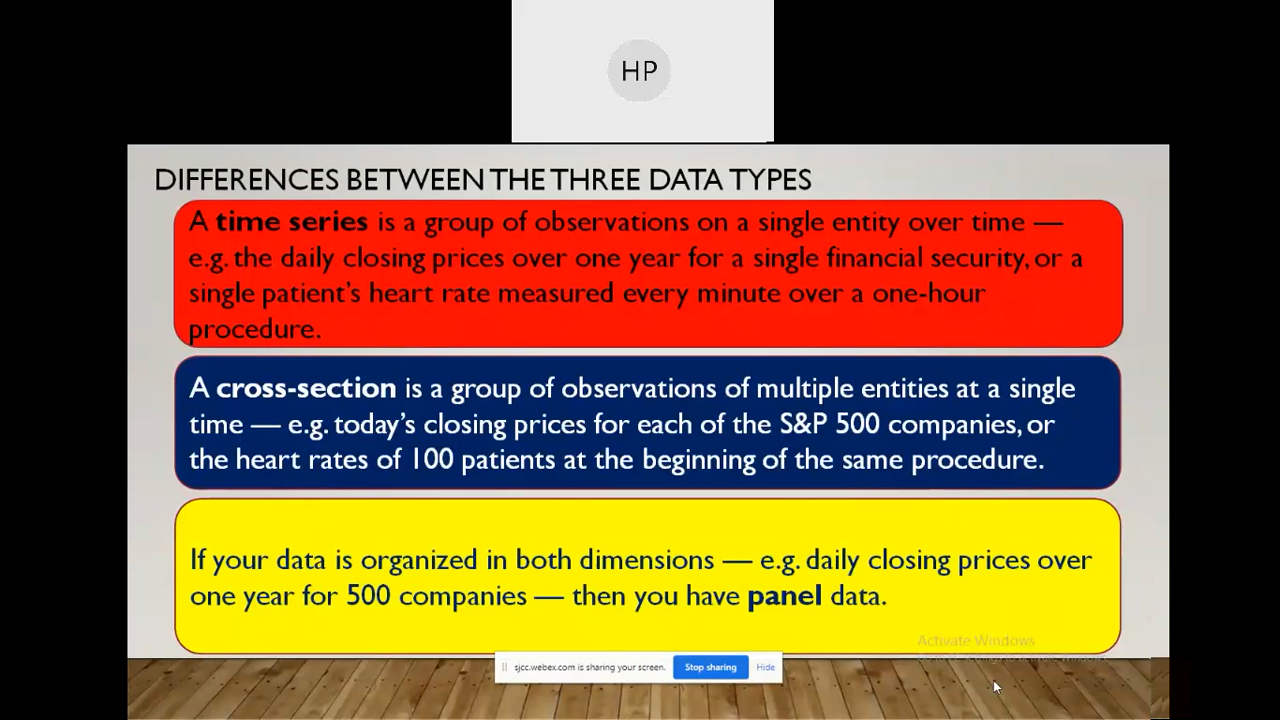 HP
DIFFERENCES BETWEEN THE THREE DATA TYPES
A time series is a group of observations on a single entity over time —
e.g. the daily closing prices over one year for a single financial security, or a
single patient's heart rate measured every minute over a one-hour
procedure.
A cross-section is a group of observations of multiple entities at a single
time — e.g. today's closing prices for each of the S&P 500 companies, or
the heart rates of 100 patients at the beginning of the same procedure.
If your data is organized in both dimensions — e.g. daily closing prices over
one year for 500 companies — then you have panel data.
Activate Windows
sjcc.webex.com is sharing your screen. Stop sharing Hide